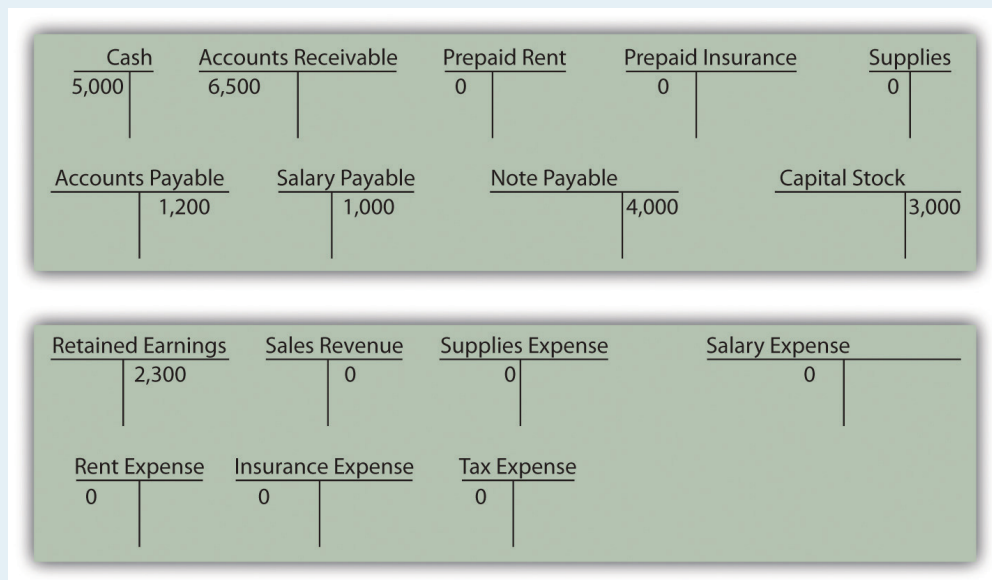 Cash Accounts Receivable Prepaid Rent Prepaid Insurance Supplies
5,000 6,500 0 0 0
Accounts Payable Salary Payable Note Payable Capital Stock
1,200 1,000 4,000 3,000
Retained Earnings Sales Revenue Supplies Expense Salary Expense
2,300 0 0 0
Rent Expense Insurance Expense Tax Expense
0 0 0